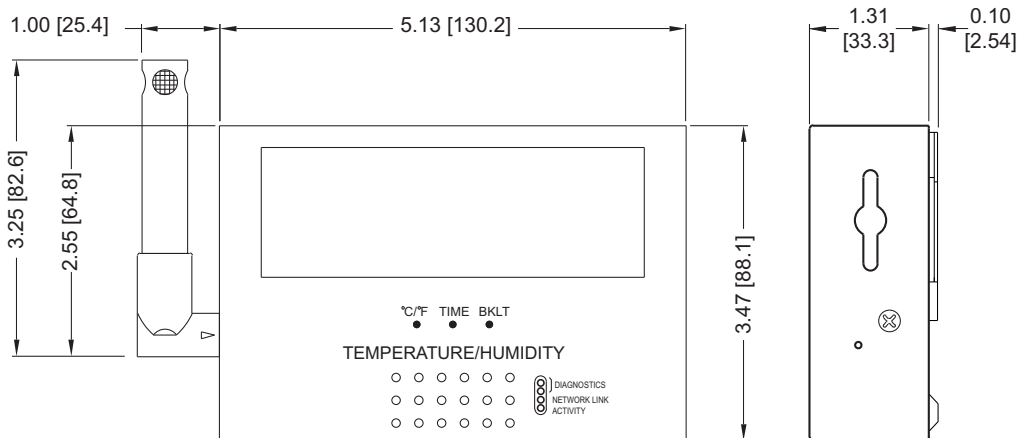 1.00 [25.4]
5.13 [130.2]
1.31
[33.3]
0.10
[2.54]
3.25 [82.6]
2.55 [64.8]
3.47 [88.1]
°C/°F TIME BKLT
TEMPERATURE/HUMIDITY
DIAGNOSTICS
NETWORK LINK
ACTIVITY